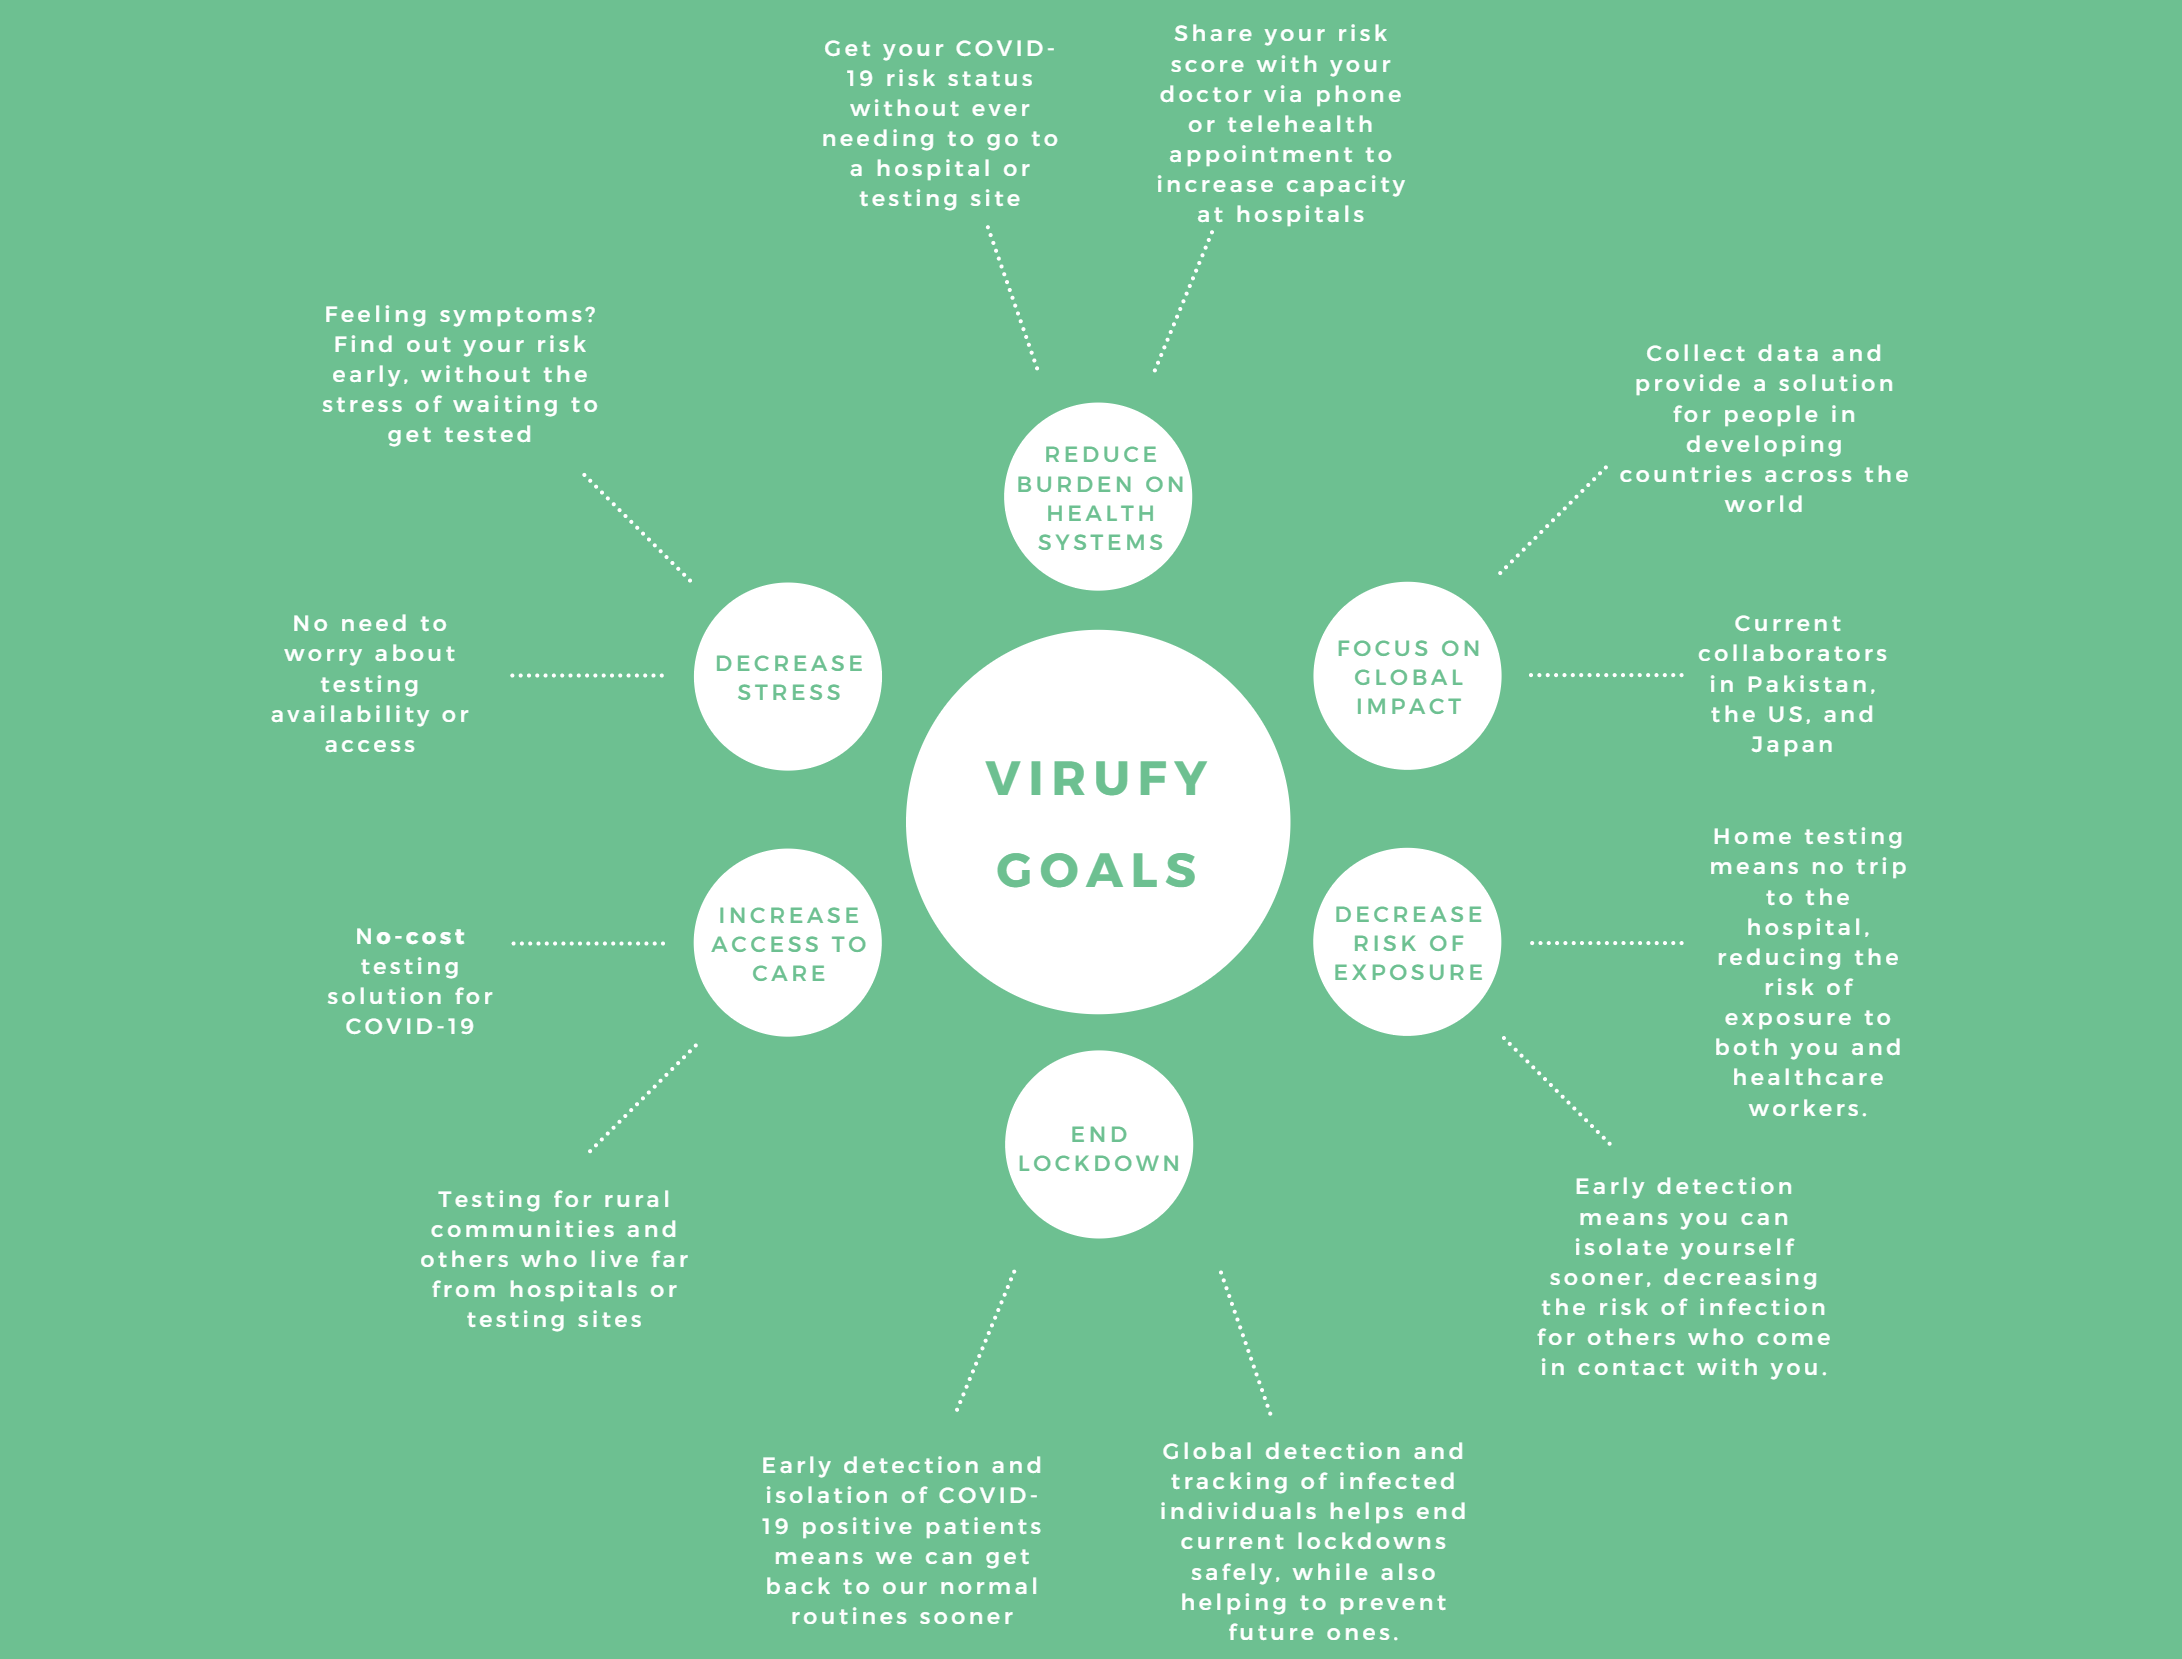 Get your COVID-
19 risk status
without ever
needing to go to
a hospital or
testing site
Share your risk
score with your
doctor via phone
or telehealth
appointment to
increase capacity
at hospitals
Feeling symptoms?
Find out your risk
early, without the
stress of waiting to
get tested
Collect data and
provide a solution
for people in
developing
countries across the
world
REDUCE
BURDEN ON
HEALTH
SYSTEMS
No need to
worry about
testing
availability or
access
DECREASE
STRESS
FOCUS ON
GLOBAL
IMPACT
Current
collaborators
in Pakistan,
the US, and
Japan
VIRUFY
GOALS
No-cost
testing
solution for
COVID-19
INCREASE
ACCESS TO
CARE
DECREASE
RISK OF
EXPOSURE
Home testing
means no trip
to the
hospital,
reducing the
risk of
exposure to
both you and
healthcare
workers.
END
LOCKDOWN
Testing for rural
communities and
others who live far
from hospitals or
testing sites
Early detection
means you can
isolate yourself
sooner, decreasing
the risk of infection
for others who come
in contact with you.
Early detection and
isolation of COVID-
19 positive patients
means we can get
back to our normal
routines sooner
Global detection and
tracking of infected
individuals helps end
current lockdowns
safely, while also
helping to prevent
future ones.